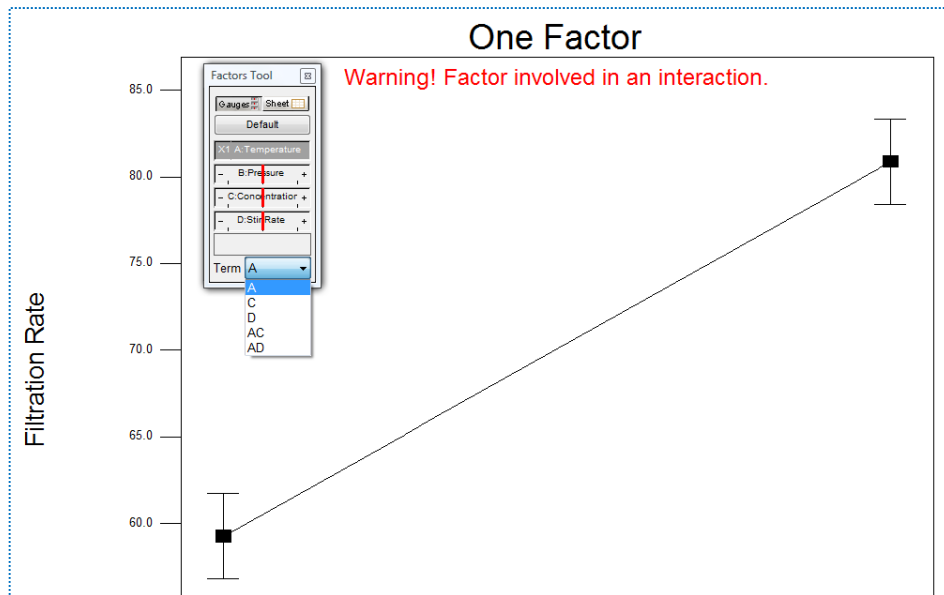 One Factor
Warning! Factor involved in an interaction.
Factors Tool
Gauges Sheet
Default
X1 A:Temperature
- B:Pressure +
- C:Concentration +
- D:Stir Rate +
Term A
A
C
D
AC
AD
Filtration Rate
85.0
80.0
75.0
70.0
65.0
60.0